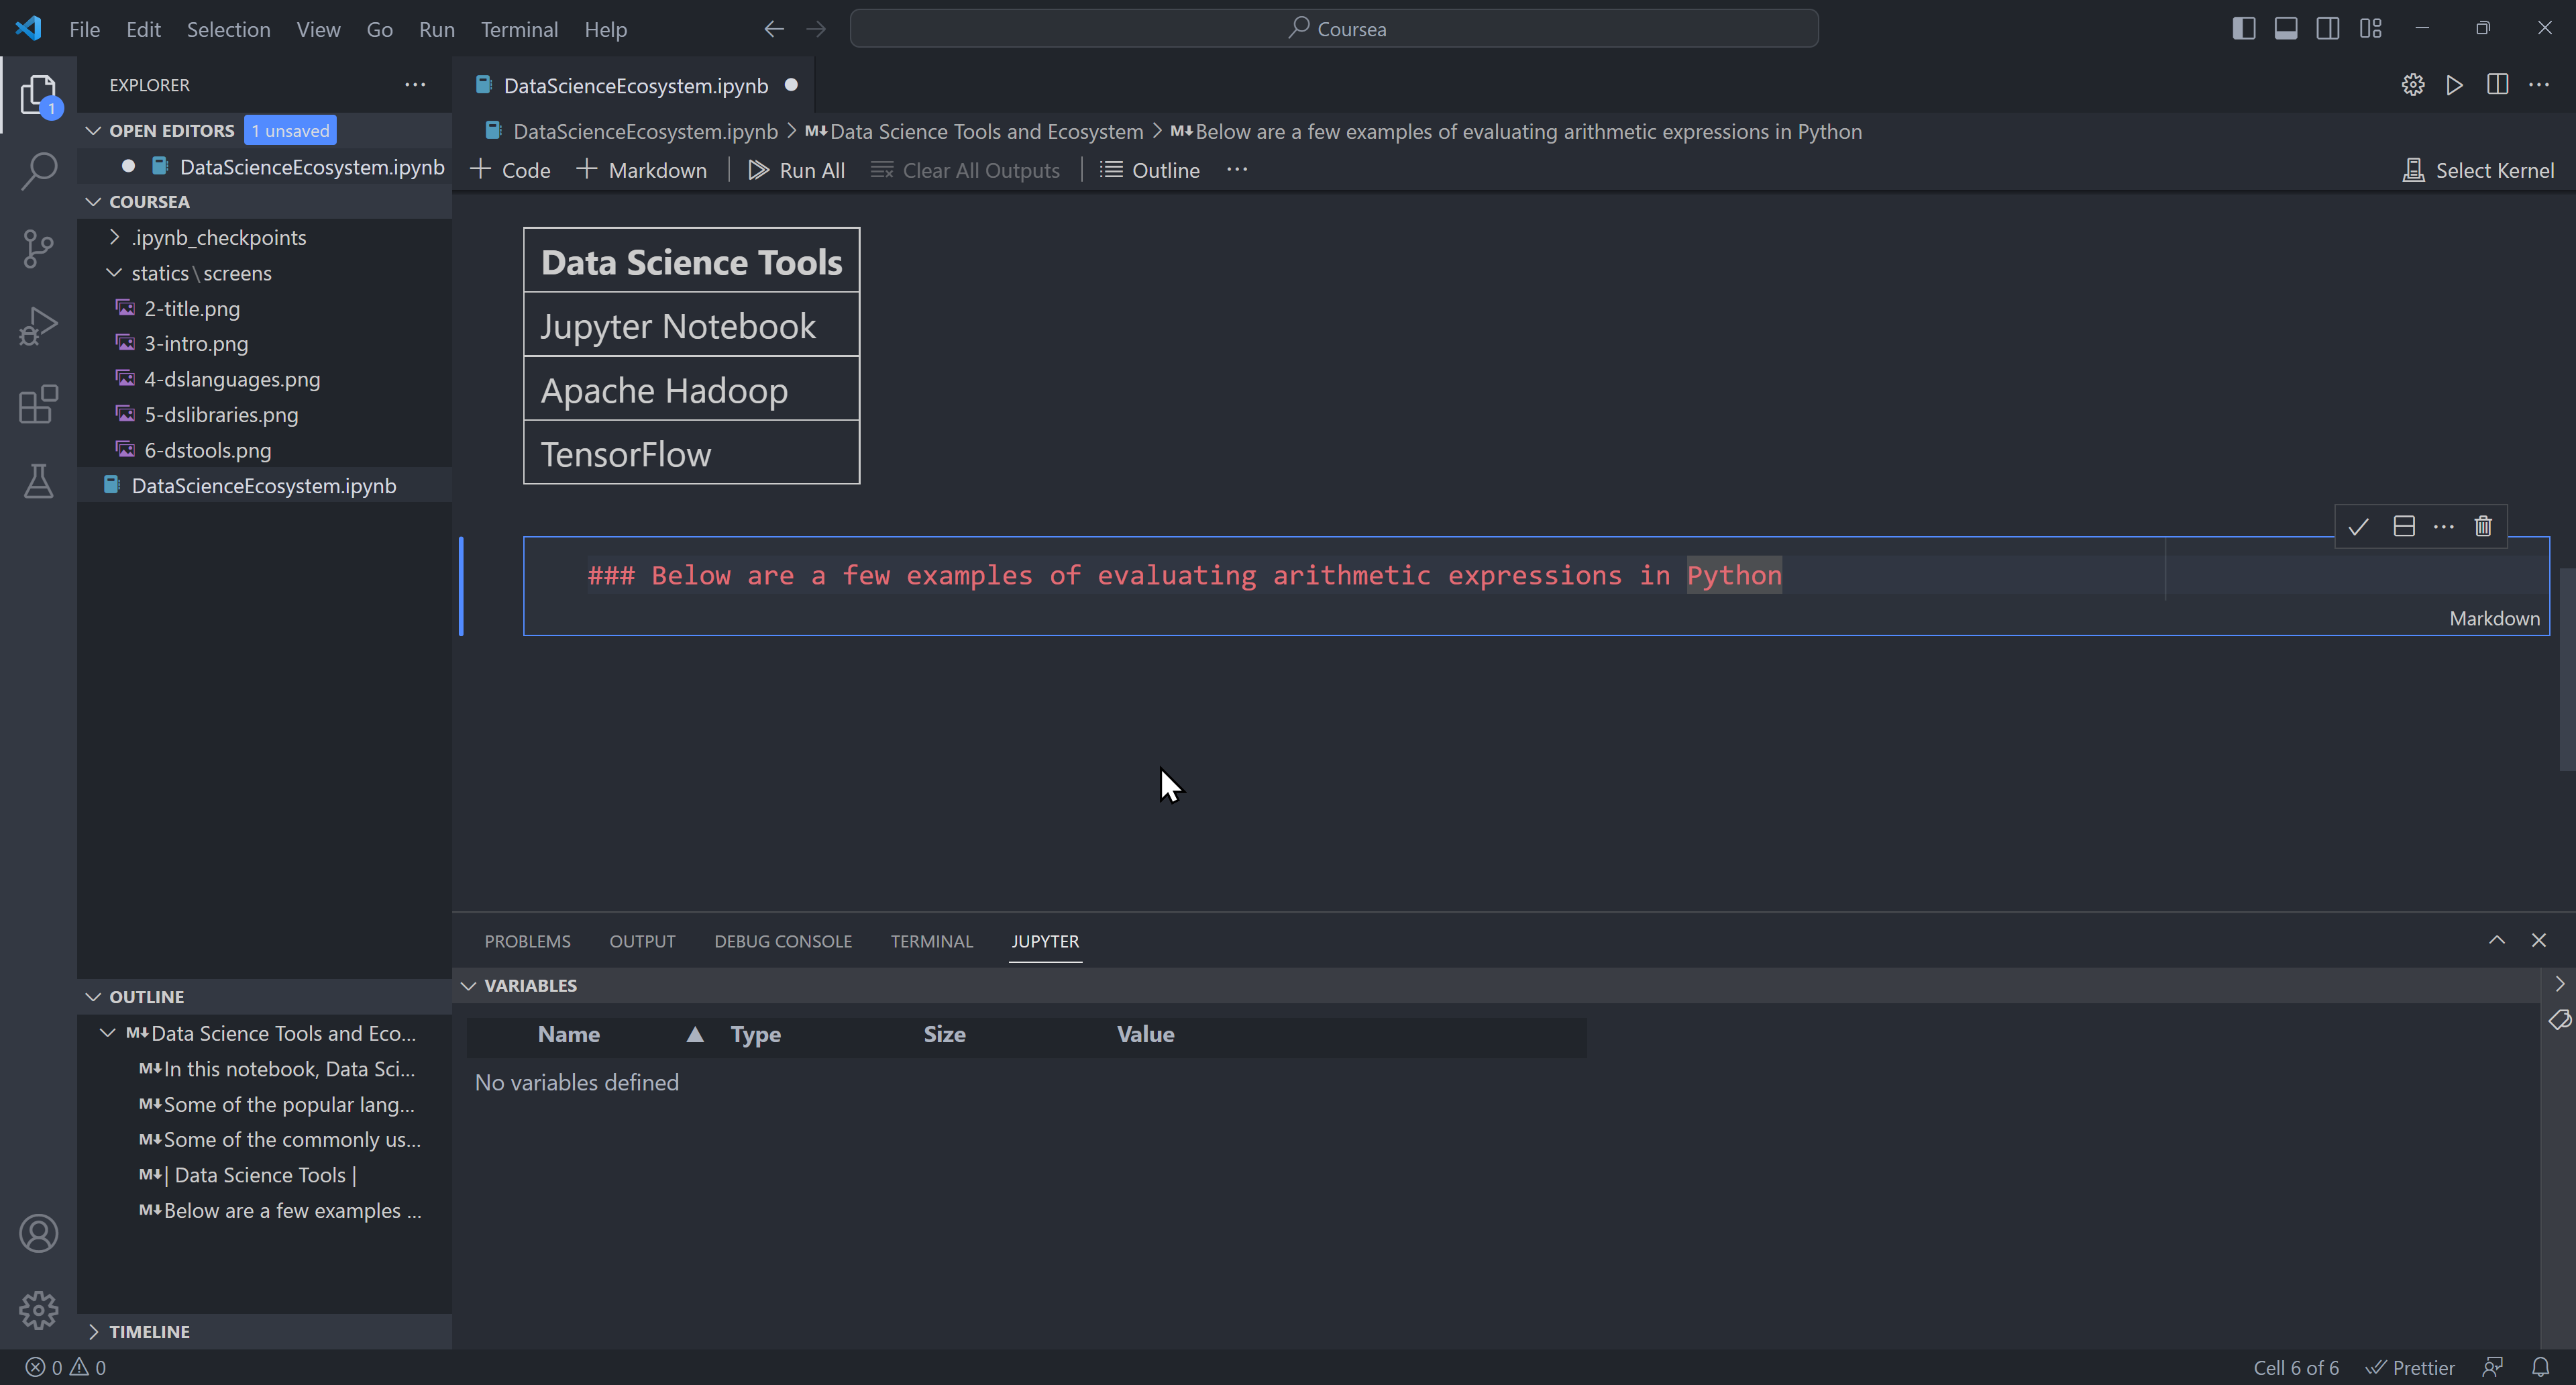 File Edit Selection View Go Run Terminal Help
Coursea
EXPLORER
OPEN EDITORS 1 unsaved
DataScienceEcosystem.ipynb
COURSEA
.ipynb_checkpoints
statics\screens
2-title.png
3-intro.png
4-dslanguages.png
5-dslibraries.png
6-dstools.png
DataScienceEcosystem.ipynb
OUTLINE
M↓Data Science Tools and Eco...
M↓In this notebook, Data Sci...
M↓Some of the popular lang...
M↓Some of the commonly us...
M↓| Data Science Tools |
M↓Below are a few examples ...
TIMELINE
1
DataScienceEcosystem.ipynb
DataScienceEcosystem.ipynb > M↓Data Science Tools and Ecosystem > M↓Below are a few examples of evaluating arithmetic expressions in Python
+ Code + Markdown | Run All Clear All Outputs | Outline ... Select Kernel
Data Science Tools
Jupyter Notebook
Apache Hadoop
TensorFlow
### Below are a few examples of evaluating arithmetic expressions in Python
Markdown
PROBLEMS OUTPUT DEBUG CONSOLE TERMINAL JUPYTER
VARIABLES
Name ▲ Type Size Value
No variables defined
0 0
Cell 6 of 6 Prettier